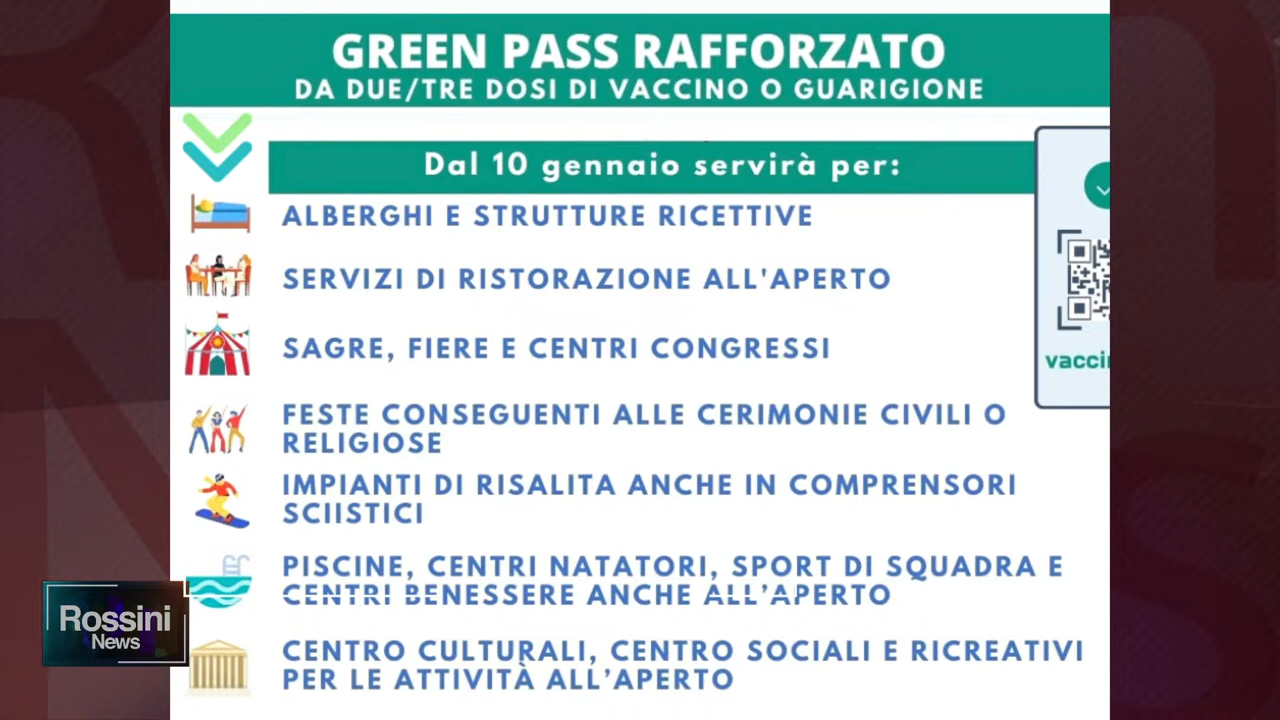 GREEN PASS RAFFORZATO
DA DUE/TRE DOSI DI VACCINO O GUARIGIONE
Dal 10 gennaio servirà per:
ALBERGHI E STRUTTURE RICETTIVE
SERVIZI DI RISTORAZIONE ALL'APERTO
SAGRE, FIERE E CENTRI CONGRESSI
FESTE CONSEGUENTI ALLE CERIMONIE CIVILI O
RELIGIOSE
IMPIANTI DI RISALITA ANCHE IN COMPRENSORI
SCIISTICI
PISCINE, CENTRI NATATORI, SPORT DI SQUADRA E
CENTRI BENESSERE ANCHE ALL’APERTO
CENTRO CULTURALI, CENTRO SOCIALI E RICREATIVI
PER LE ATTIVITÀ ALL’APERTO
Rossini
News